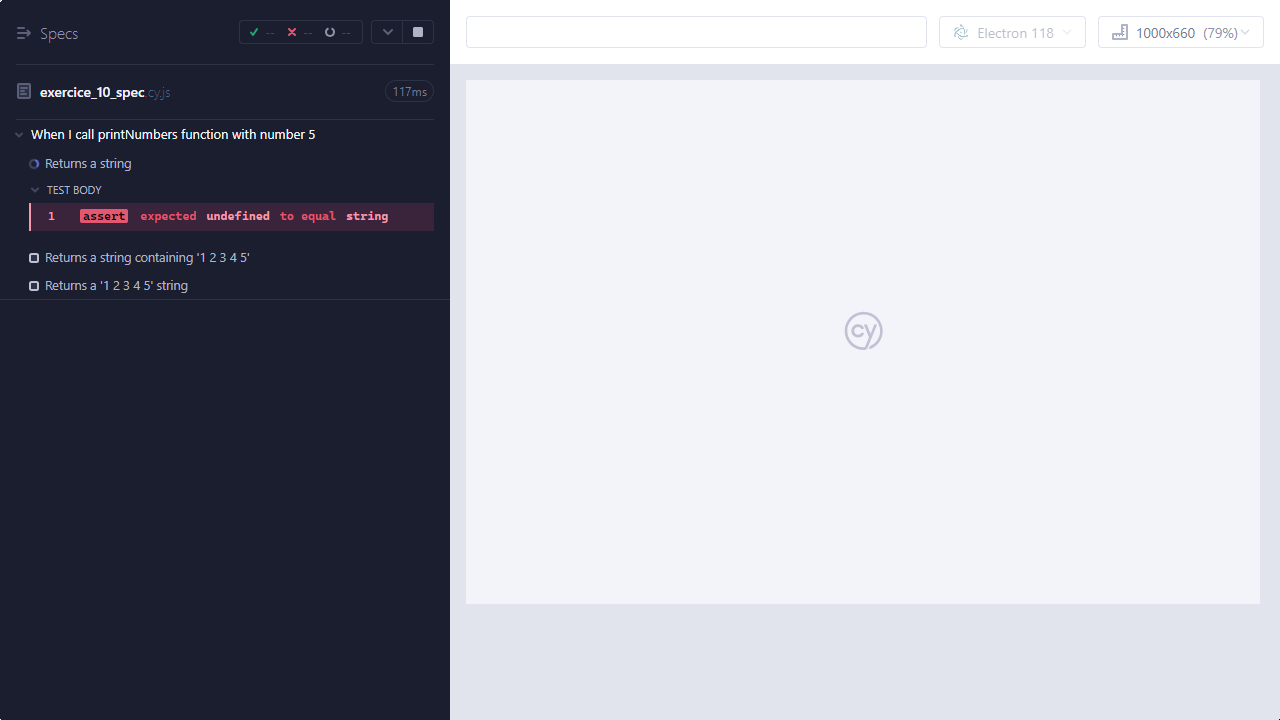 Specs
-- -- --
exercice_10_spec.cy.js 117ms
When I call printNumbers function with number 5
Returns a string
TEST BODY
1 assert expected undefined to equal string
Returns a string containing '1 2 3 4 5'
Returns a '1 2 3 4 5' string
Electron 118
1000x660 (79%)
cy